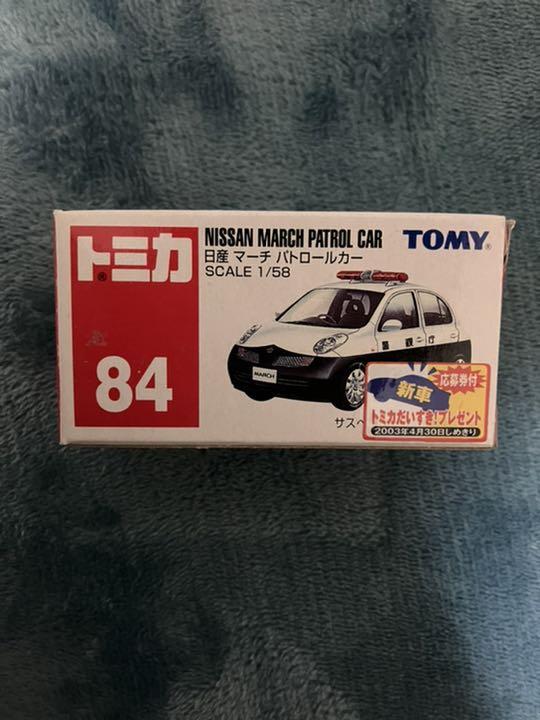 トミカ®
84
NISSAN MARCH PATROL CAR
日産 マーチ パトロールカー
SCALE 1/58
TOMY®
MARCH
警視庁
サスペ
新車
応募券付
トミカだいすき!プレゼント
2003年4月30日しめきり